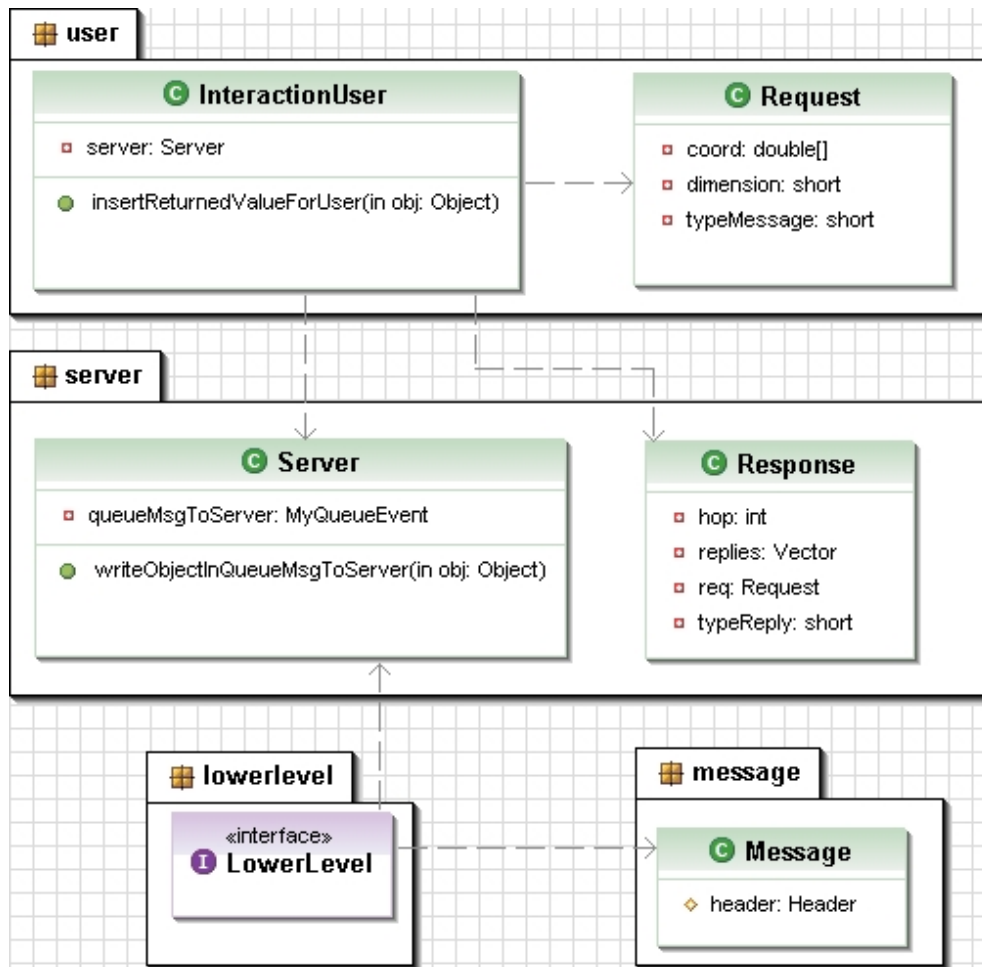 user
InteractionUser
server: Server
insertReturnedValueForUser(in obj: Object)
Request
coord: double[]
dimension: short
typeMessage: short
server
Server
queueMsgToServer: MyQueueEvent
writeObjectInQueueMsgToServer(in obj: Object)
Response
hop: int
replies: Vector
req: Request
typeReply: short
lowerlevel
«interface»
LowerLevel
message
Message
header: Header